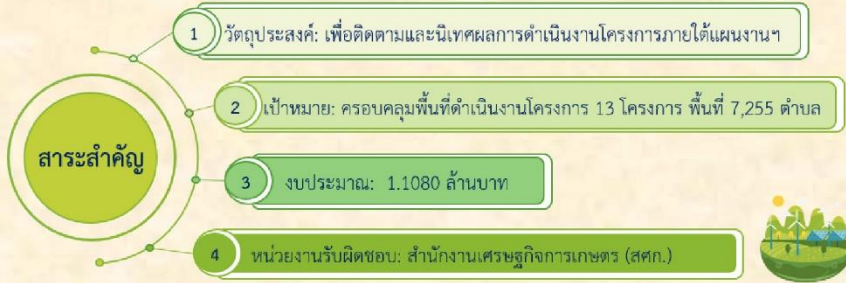 สาระสำคัญ
1 วัตถุประสงค์: เพื่อติดตามและนิเทศผลการดำเนินงานโครงการภายใต้แผนงานฯ
2 เป้าหมาย: ครอบคลุมพื้นที่ดำเนินงานโครงการ 13 โครงการ พื้นที่ 7,255 ตำบล
3 งบประมาณ: 1.1080 ล้านบาท
4 หน่วยงานรับผิดชอบ: สำนักงานเศรษฐกิจการเกษตร (สศก.)